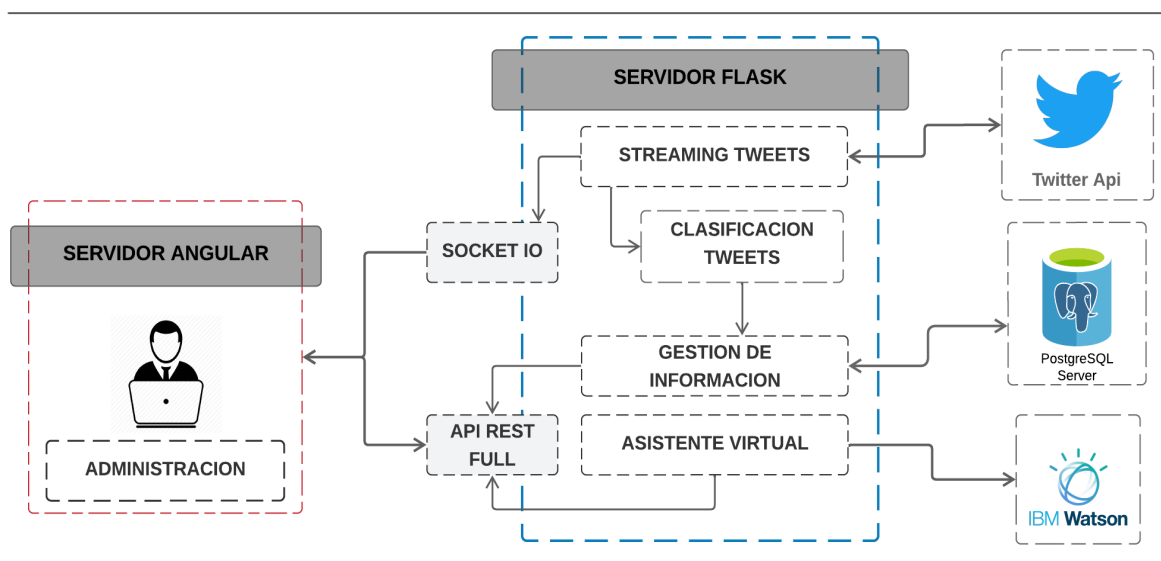 SERVIDOR FLASK
STREAMING TWEETS
Twitter Api
CLASIFICACION
TWEETS
SOCKET IO
SERVIDOR ANGULAR
GESTION DE
INFORMACION
PostgreSQL
Server
API REST
FULL
ASISTENTE VIRTUAL
ADMINISTRACION
IBM Watson